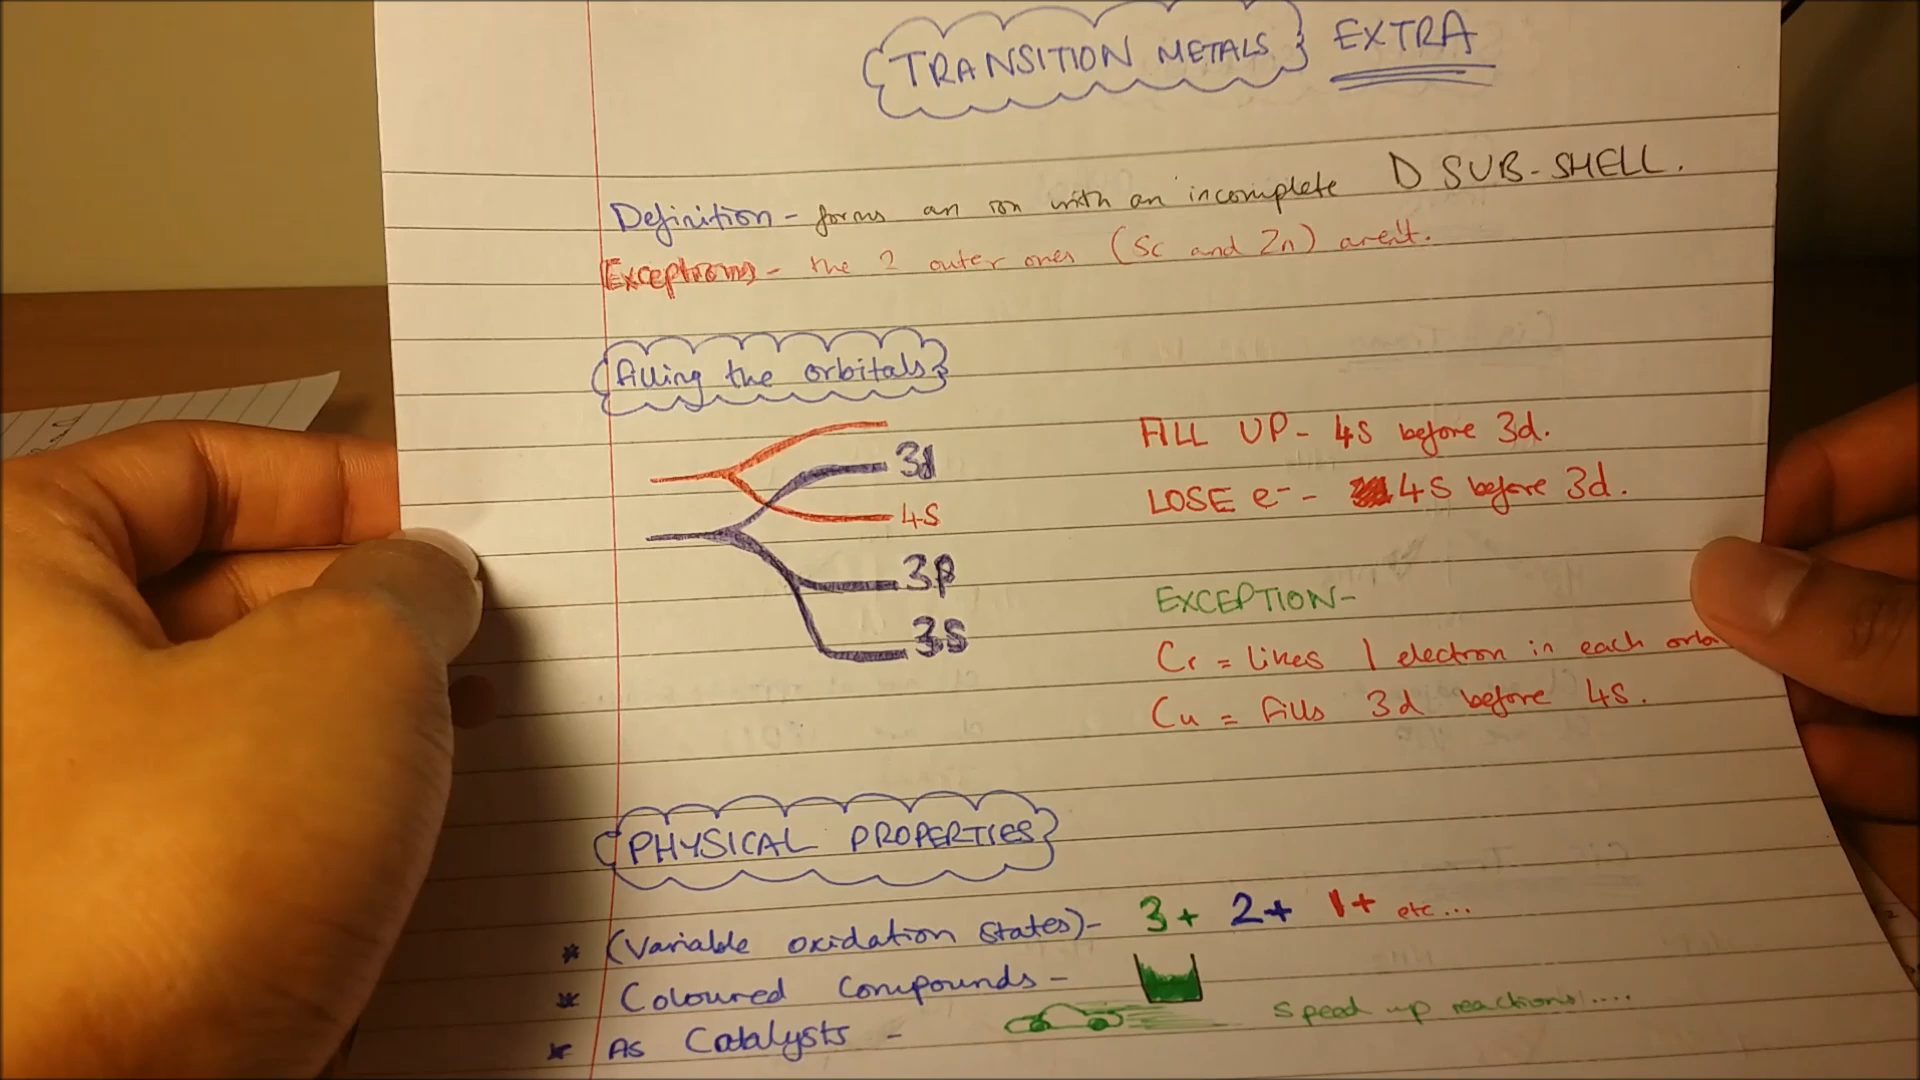 TRANSITION METALS EXTRA
Definition - forms an ion with an incomplete D SUB-SHELL.
Exceptions - the 2 outer ones (Sc and Zn) aren't.
filling the orbitals
3d
4s
3p
3s
FILL UP - 4s before 3d.
LOSE e⁻ - 4s before 3d.
EXCEPTION-
Cr = likes 1 electron in each orbi
Cu = fills 3d before 4s.
PHYSICAL PROPERTIES
* (Variable oxidation states) - 3+ 2+ 1+ etc...
* Coloured Compounds -
* As Catalysts - Speed up reactions....